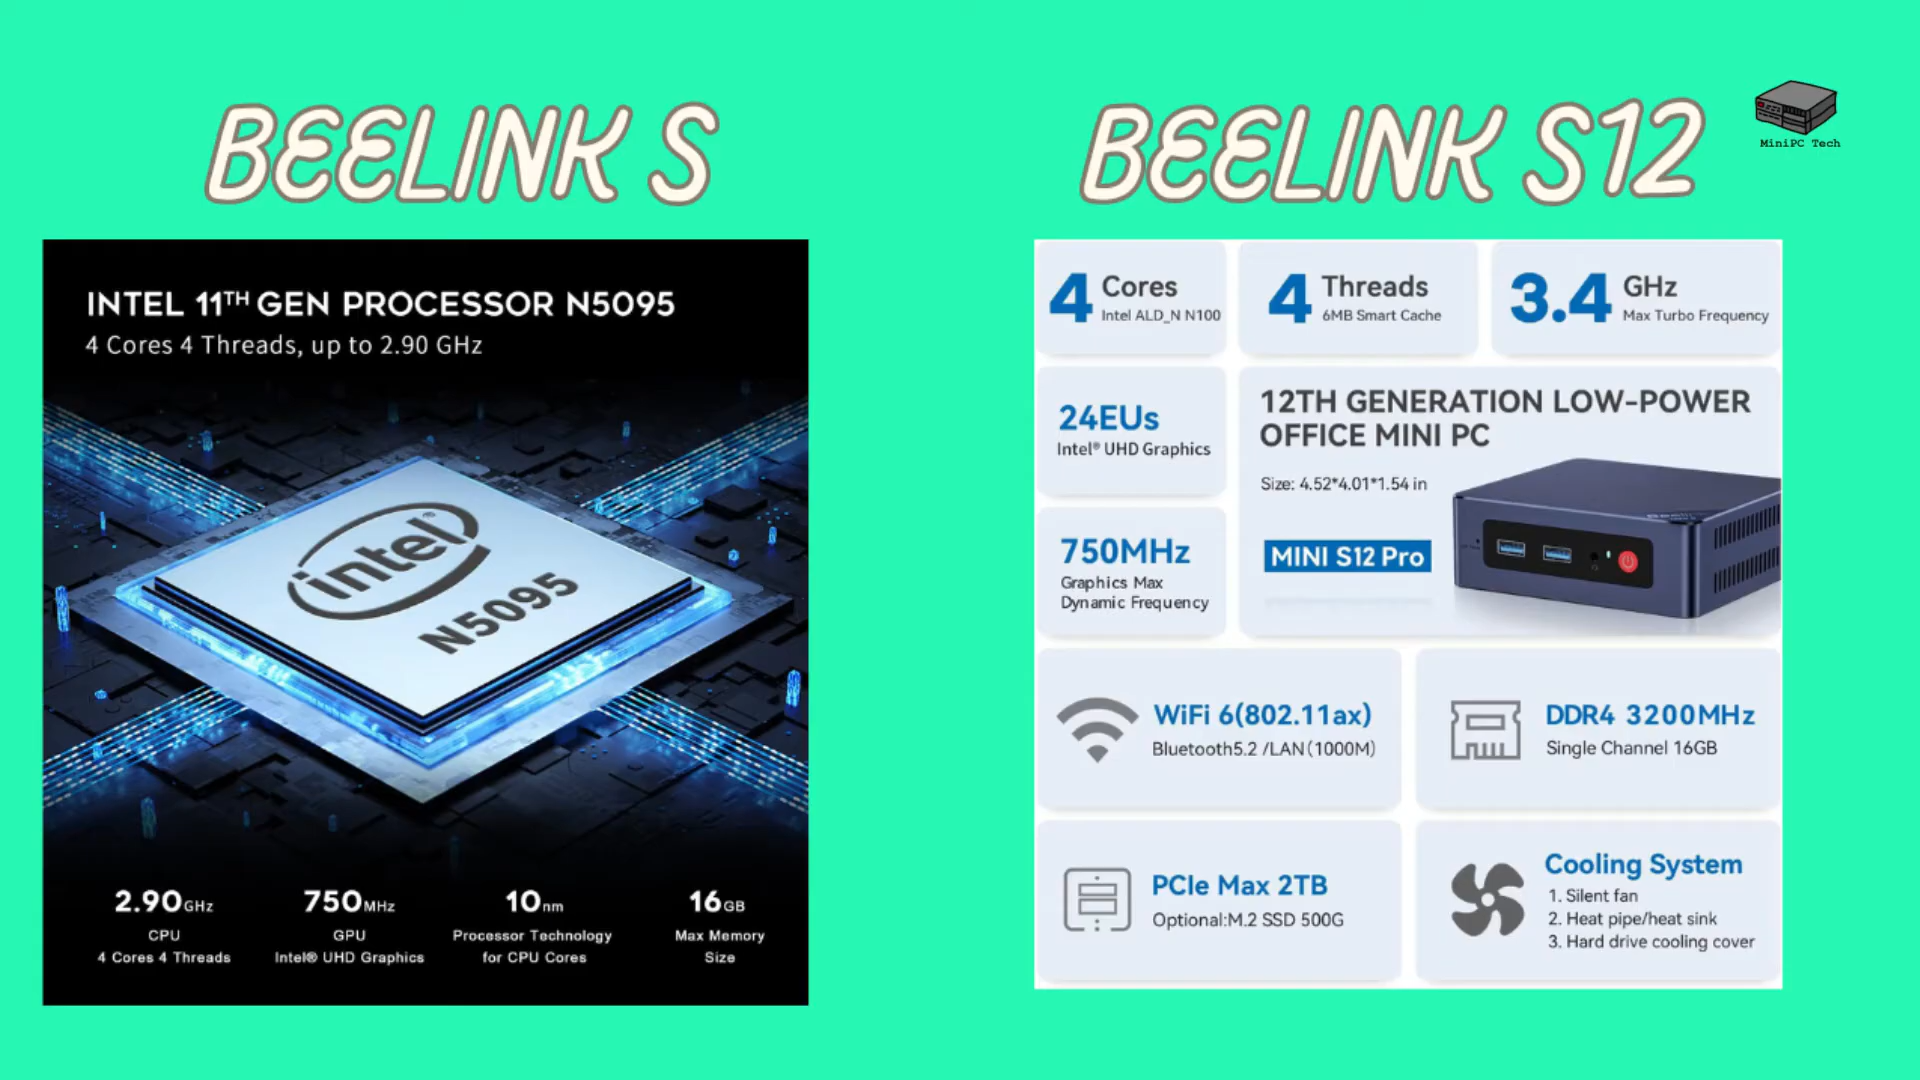 BEELINK S
BEELINK S12
MiniPC Tech
INTEL 11TH GEN PROCESSOR N5095
4 Cores 4 Threads, up to 2.90 GHz
intel®
N5095
2.90GHz
CPU
4 Cores 4 Threads
750MHz
GPU
Intel® UHD Graphics
10nm
Processor Technology
for CPU Cores
16GB
Max Memory
Size
4 Cores
Intel ALD_N N100
4 Threads
6MB Smart Cache
3.4 GHz
Max Turbo Frequency
24EUs
Intel® UHD Graphics
750MHz
Graphics Max
Dynamic Frequency
12TH GENERATION LOW-POWER
OFFICE MINI PC
Size: 4.52*4.01*1.54 in
MINI S12 Pro
WiFi 6(802.11ax)
Bluetooth5.2 /LAN(1000M)
DDR4 3200MHz
Single Channel 16GB
PCIe Max 2TB
Optional:M.2 SSD 500G
Cooling System
1. Silent fan
2. Heat pipe/heat sink
3. Hard drive cooling cover